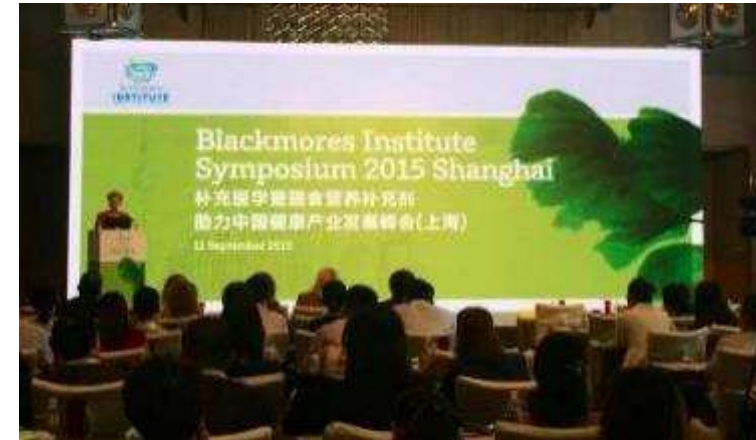 INSTITUTE
Blackmores Institute
Symposium 2015 Shanghai
补充医学暨膳食营养补充剂
助力中国健康产业发展峰会(上海)
September 2015